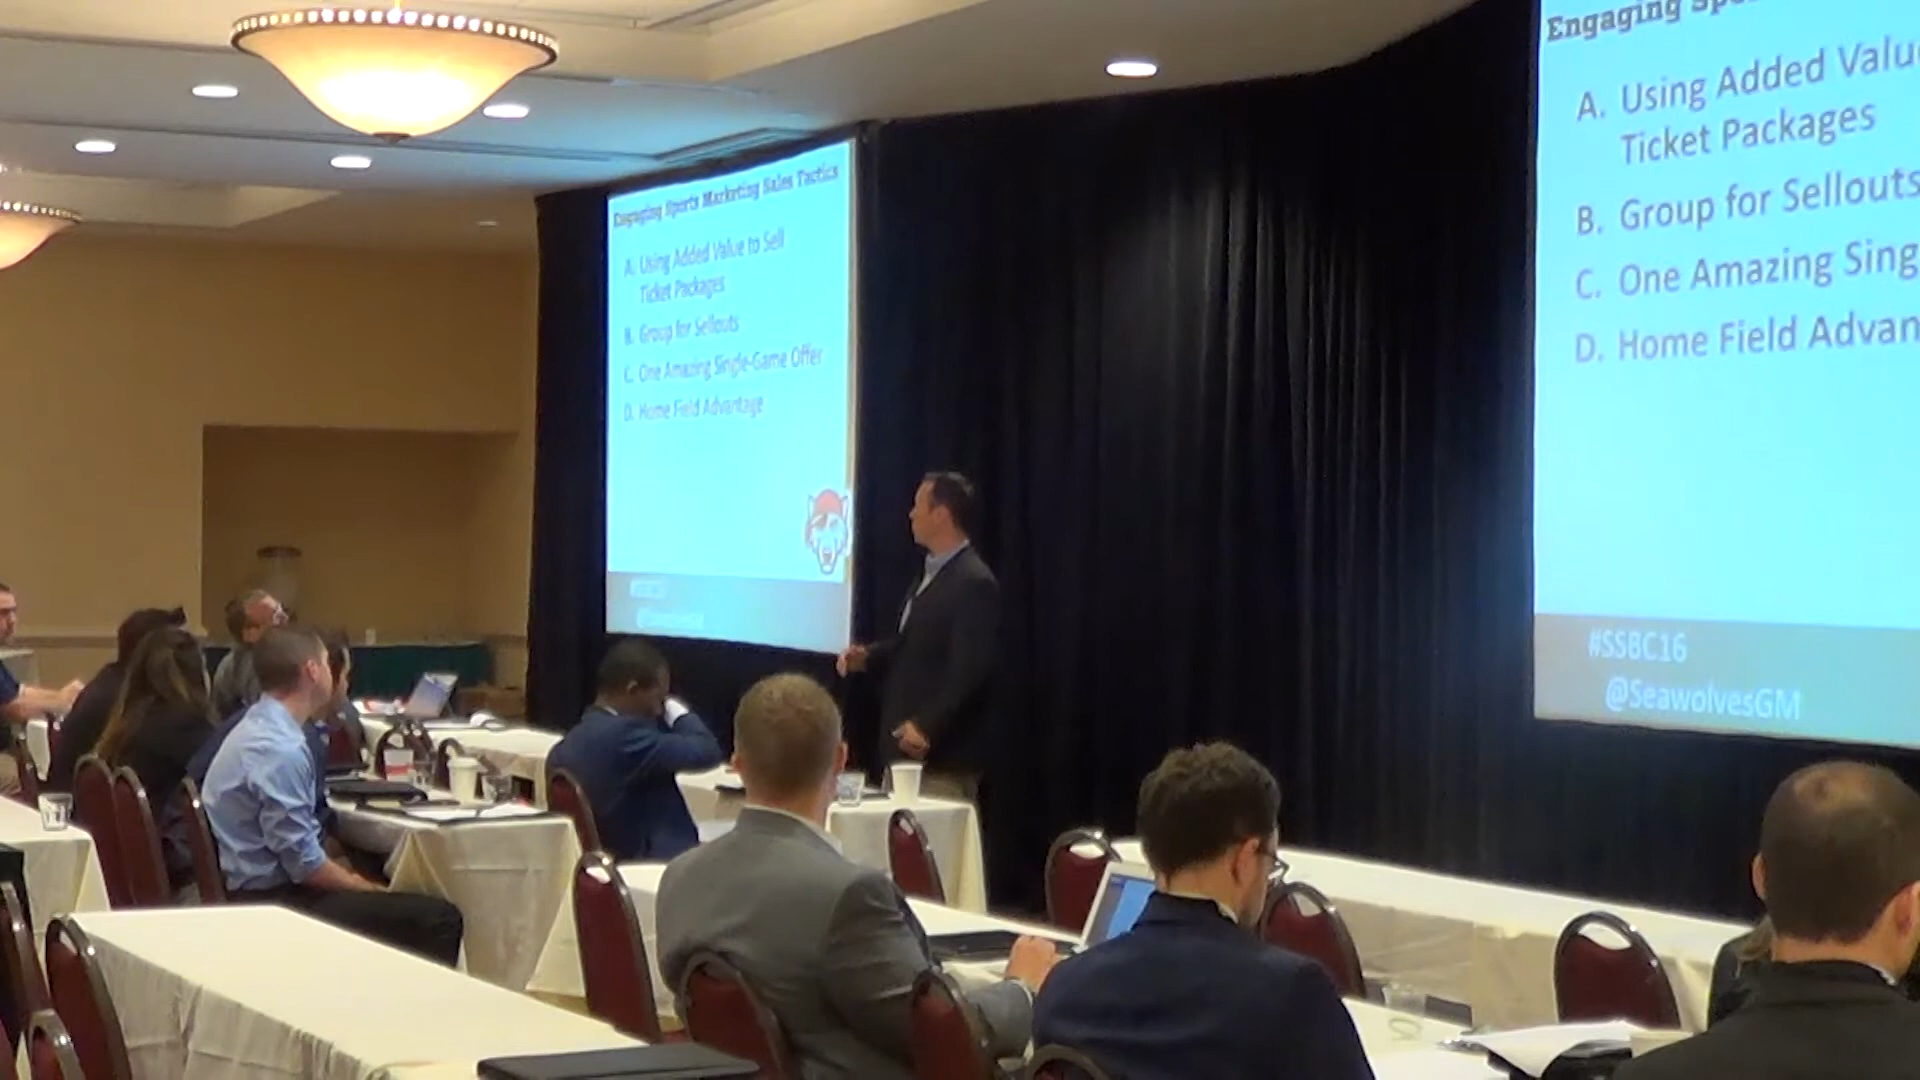 Engaging Sports Marketing Sales Tactics
A. Using Added Value to Sell
Ticket Packages
B. Group for Sellouts
C. One Amazing Single-Game Offer
D. Home Field Advantage
Engaging
A. Using Added Valu
Ticket Packages
B. Group for Sellouts
C. One Amazing Sing
D. Home Field Advan
#SSBC16
@SeawolvesGM